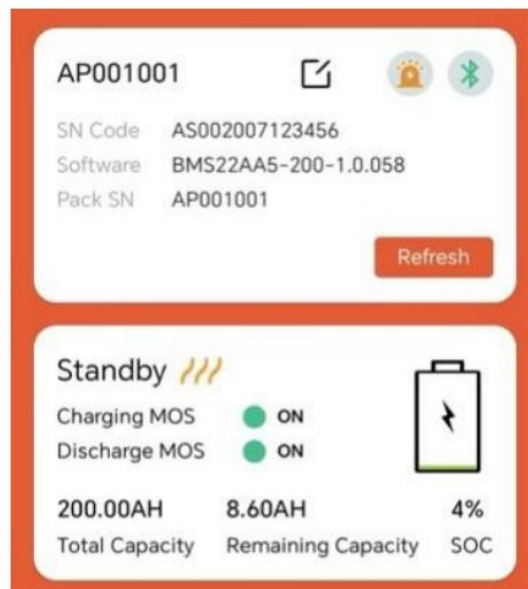 AP001001
SN Code AS002007123456
Software BMS22AA5-200-1.0.058
Pack SN AP001001
Refresh
Standby
Charging MOS ON
Discharge MOS ON
200.00AH 8.60AH 4%
Total Capacity Remaining Capacity SOC